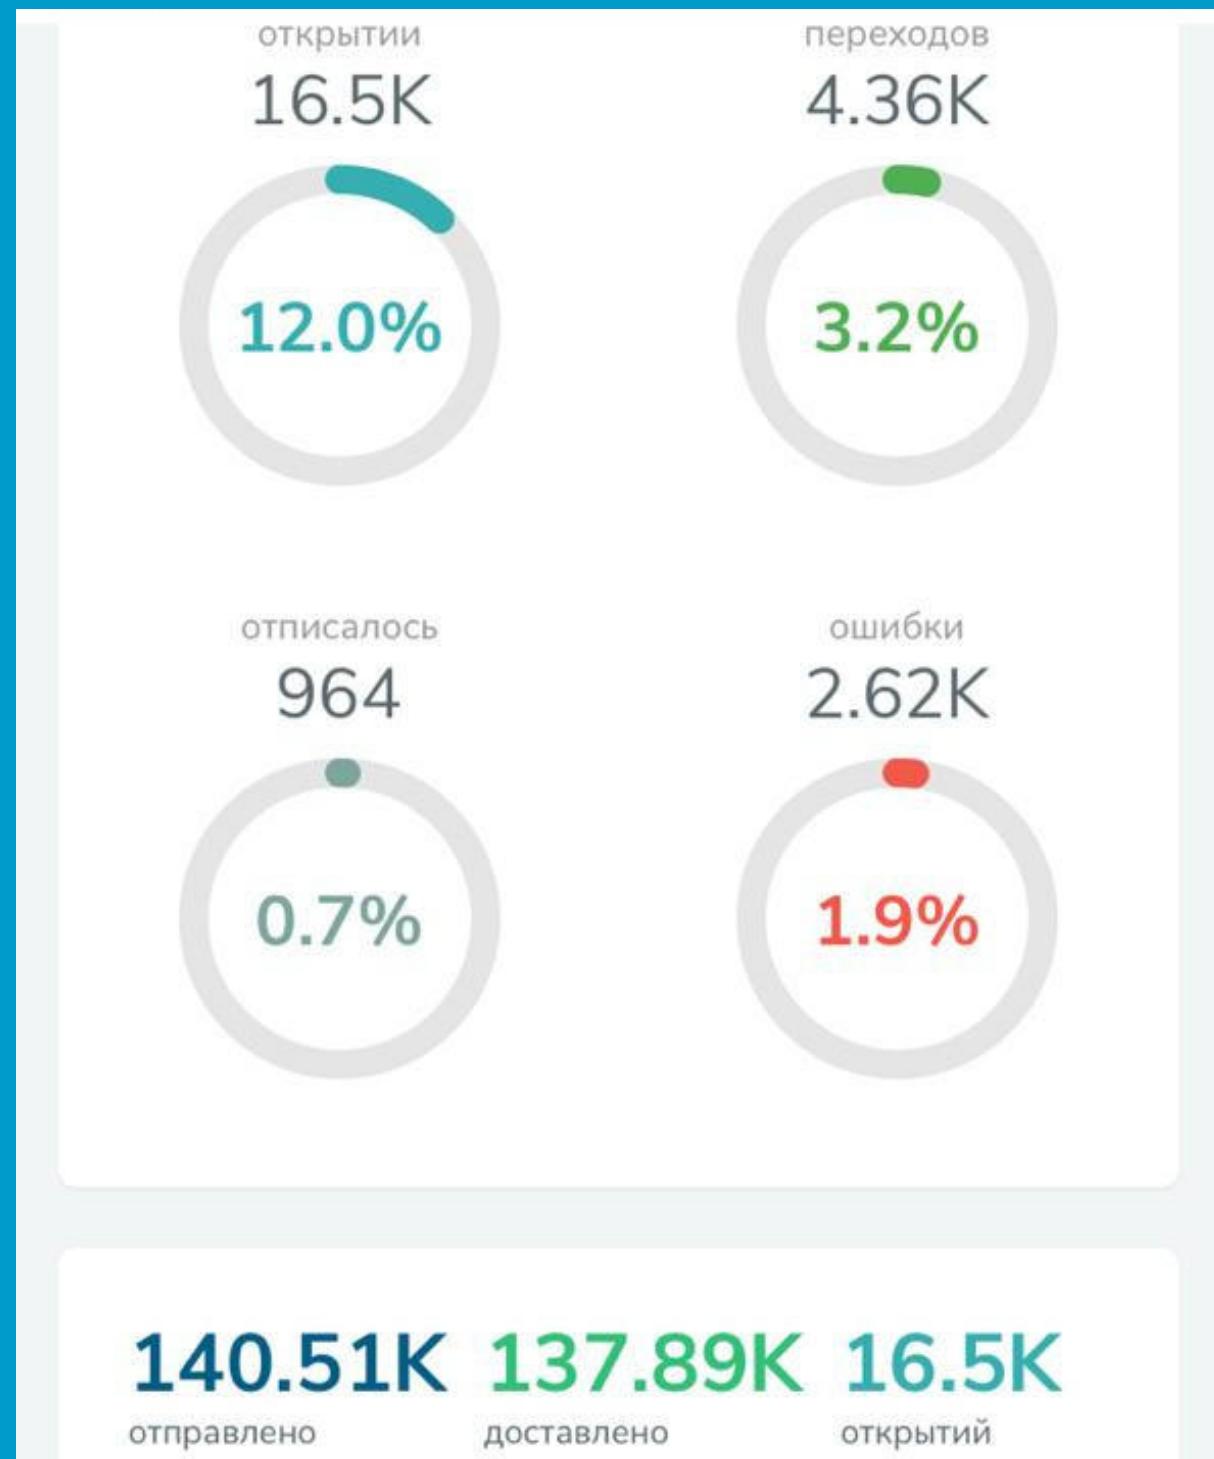 открытий
переходов
16.5K
4.36K
12.0%
3.2%
отписалось
ошибки
964
2.62K
0.7%
1.9%
140.51K
137.89K
16.5K
отправлено
доставлено
открытий